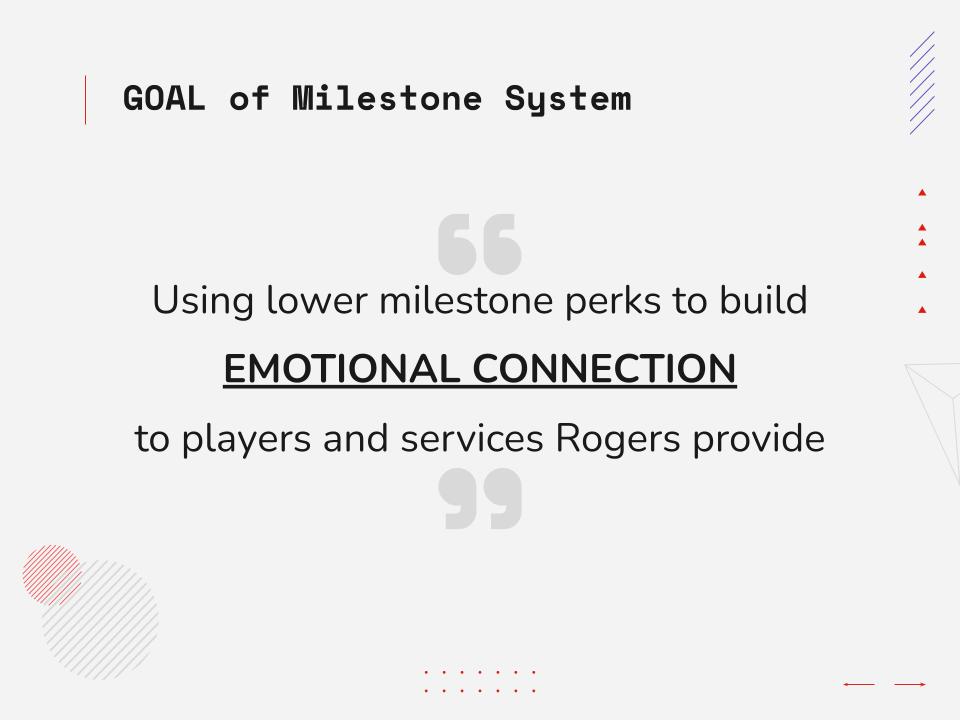 GOAL of Milestone System
“
Using lower milestone perks to build
EMOTIONAL CONNECTION
to players and services Rogers provide
”